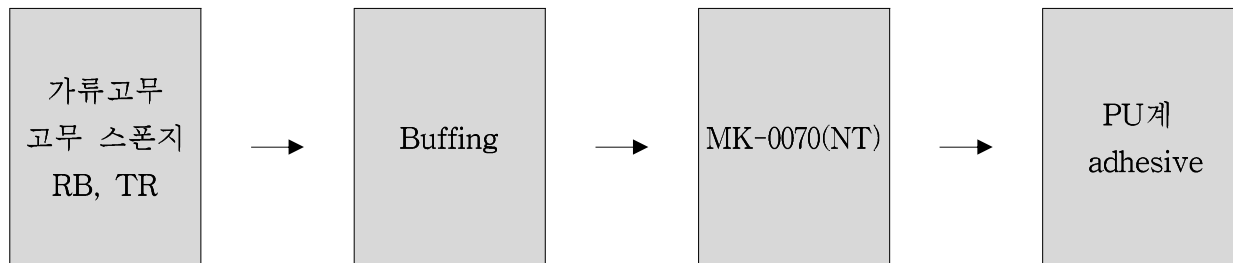 가류고무
고무 스폰지
RB, TR
Buffing
MK-0070(NT)
PU계
adhesive